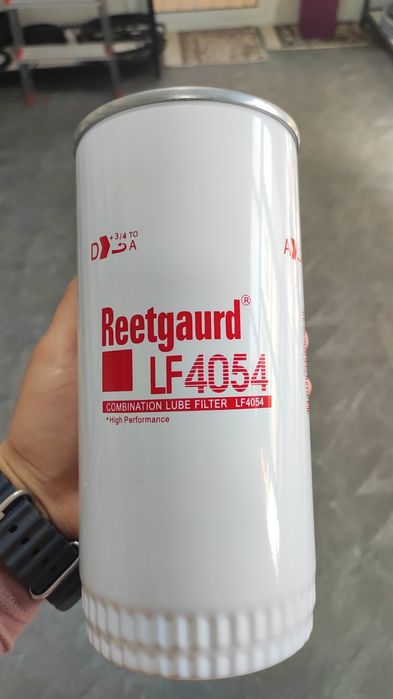 +3/4 TO
D A
A
Reetgaurd®
LF4054
COMBINATION LUBE FILTER LF4054
*High Performance